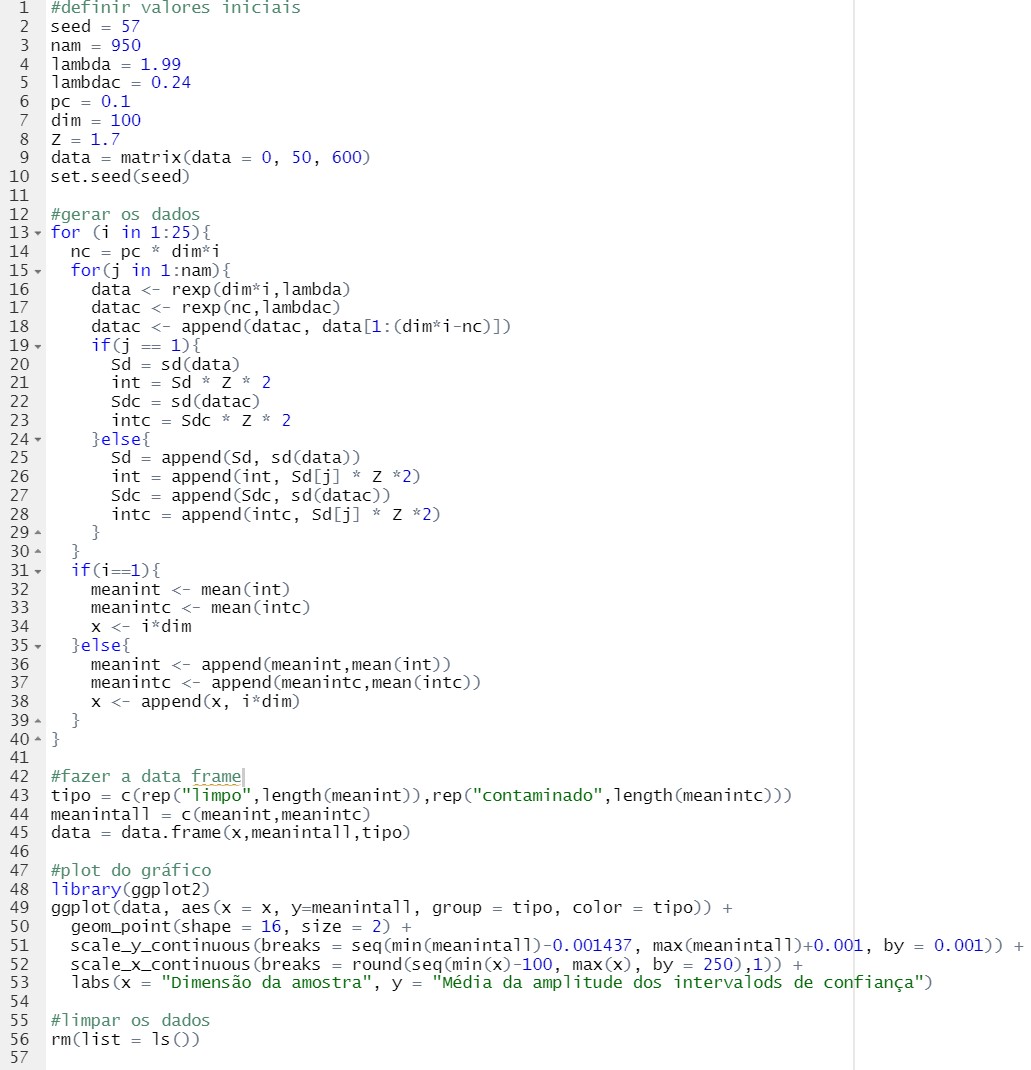 1 #definir valores iniciais
2 seed = 57
3 nam = 950
4 lambda = 1.99
5 lambdac = 0.24
6 pc = 0.1
7 dim = 100
8 Z = 1.7
9 data = matrix(data = 0, 50, 600)
10 set.seed(seed)
11
12 #gerar os dados
13 for (i in 1:25){
14   nc = pc * dim*i
15   for(j in 1:nam){
16     data <- rexp(dim*i,lambda)
17     datac <- rexp(nc,lambdac)
18     datac <- append(datac, data[1:(dim*i-nc)])
19     if(j == 1){
20       Sd = sd(data)
21       int = Sd * Z * 2
22       Sdc = sd(datac)
23       intc = Sdc * Z * 2
24     }else{
25       Sd = append(Sd, sd(data))
26       int = append(int, Sd[j] * Z *2)
27       Sdc = append(Sdc, sd(datac))
28       intc = append(intc, Sd[j] * Z *2)
29     }
30   }
31   if(i==1){
32     meanint <- mean(int)
33     meanintc <- mean(intc)
34     x <- i*dim
35   }else{
36     meanint <- append(meanint,mean(int))
37     meanintc <- append(meanintc,mean(intc))
38     x <- append(x, i*dim)
39   }
40 }
41
42 #fazer a data frame
43 tipo = c(rep("limpo",length(meanint)),rep("contaminado",length(meanintc)))
44 meanintall = c(meanint,meanintc)
45 data = data.frame(x,meanintall,tipo)
46
47 #plot do gráfico
48 library(ggplot2)
49 ggplot(data, aes(x = x, y=meanintall, group = tipo, color = tipo)) +
50   geom_point(shape = 16, size = 2) +
51   scale_y_continuous(breaks = seq(min(meanintall)-0.001437, max(meanintall)+0.001, by = 0.001)) +
52   scale_x_continuous(breaks = round(seq(min(x)-100, max(x), by = 250),1)) +
53   labs(x = "Dimensão da amostra", y = "Média da amplitude dos intervalods de confiança")
54
55 #limpar os dados
56 rm(list = ls())
57